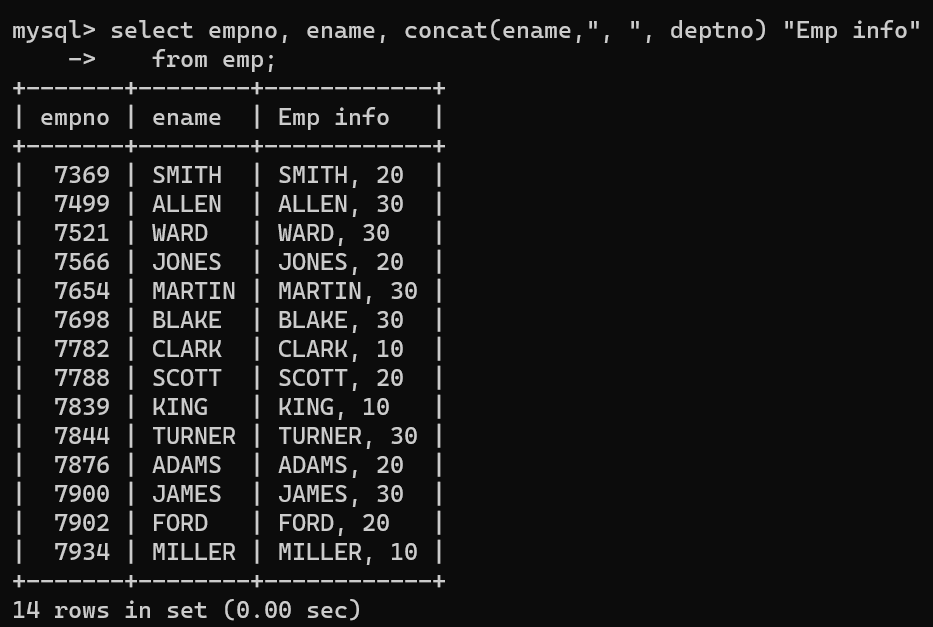 mysql> select empno, ename, concat(ename,", ", deptno) "Emp info"
    ->    from emp;
+-------+--------+------------+
| empno | ename  | Emp info   |
+-------+--------+------------+
|  7369 | SMITH  | SMITH, 20  |
|  7499 | ALLEN  | ALLEN, 30  |
|  7521 | WARD   | WARD, 30   |
|  7566 | JONES  | JONES, 20  |
|  7654 | MARTIN | MARTIN, 30 |
|  7698 | BLAKE  | BLAKE, 30  |
|  7782 | CLARK  | CLARK, 10  |
|  7788 | SCOTT  | SCOTT, 20  |
|  7839 | KING   | KING, 10   |
|  7844 | TURNER | TURNER, 30 |
|  7876 | ADAMS  | ADAMS, 20  |
|  7900 | JAMES  | JAMES, 30  |
|  7902 | FORD   | FORD, 20   |
|  7934 | MILLER | MILLER, 10 |
+-------+--------+------------+
14 rows in set (0.00 sec)